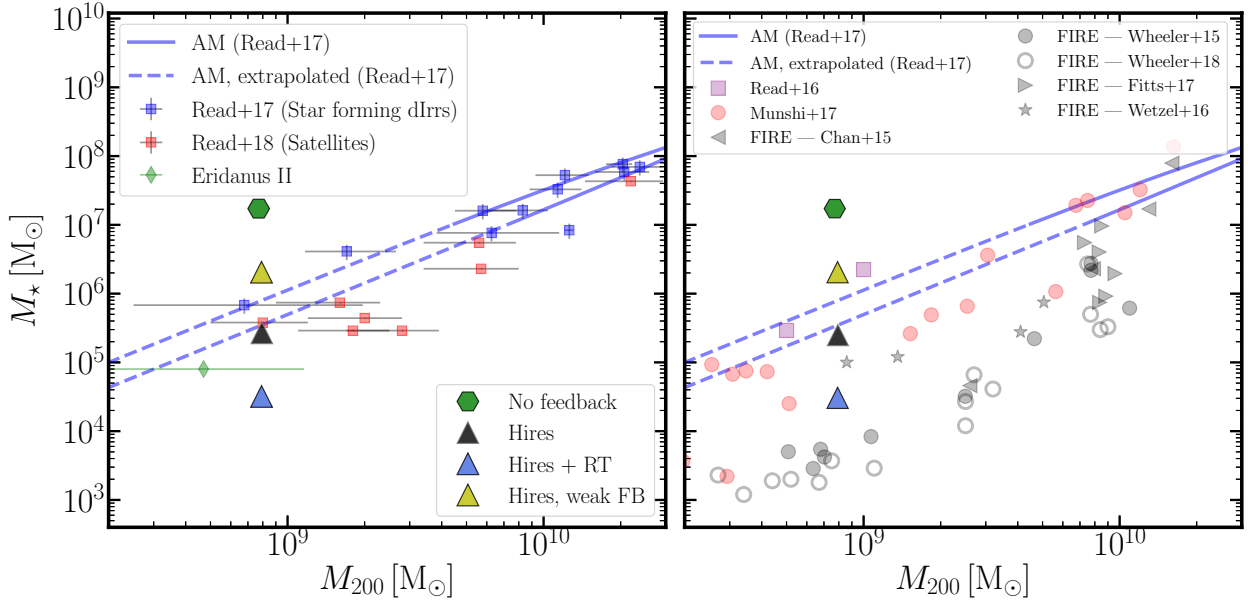 10^10
10^9
10^8
10^7
10^6
10^5
10^4
10^3
M⋆ [M⊙]
AM (Read+17)
AM, extrapolated (Read+17)
Read+17 (Star forming dIrrs)
Read+18 (Satellites)
Eridanus II
No feedback
Hires
Hires + RT
Hires, weak FB
10^9
10^10
M200 [M⊙]
AM (Read+17)
AM, extrapolated (Read+17)
Read+16
Munshi+17
FIRE — Chan+15
FIRE — Wheeler+15
FIRE — Wheeler+18
FIRE — Fitts+17
FIRE — Wetzel+16
10^9
10^10
M200 [M⊙]